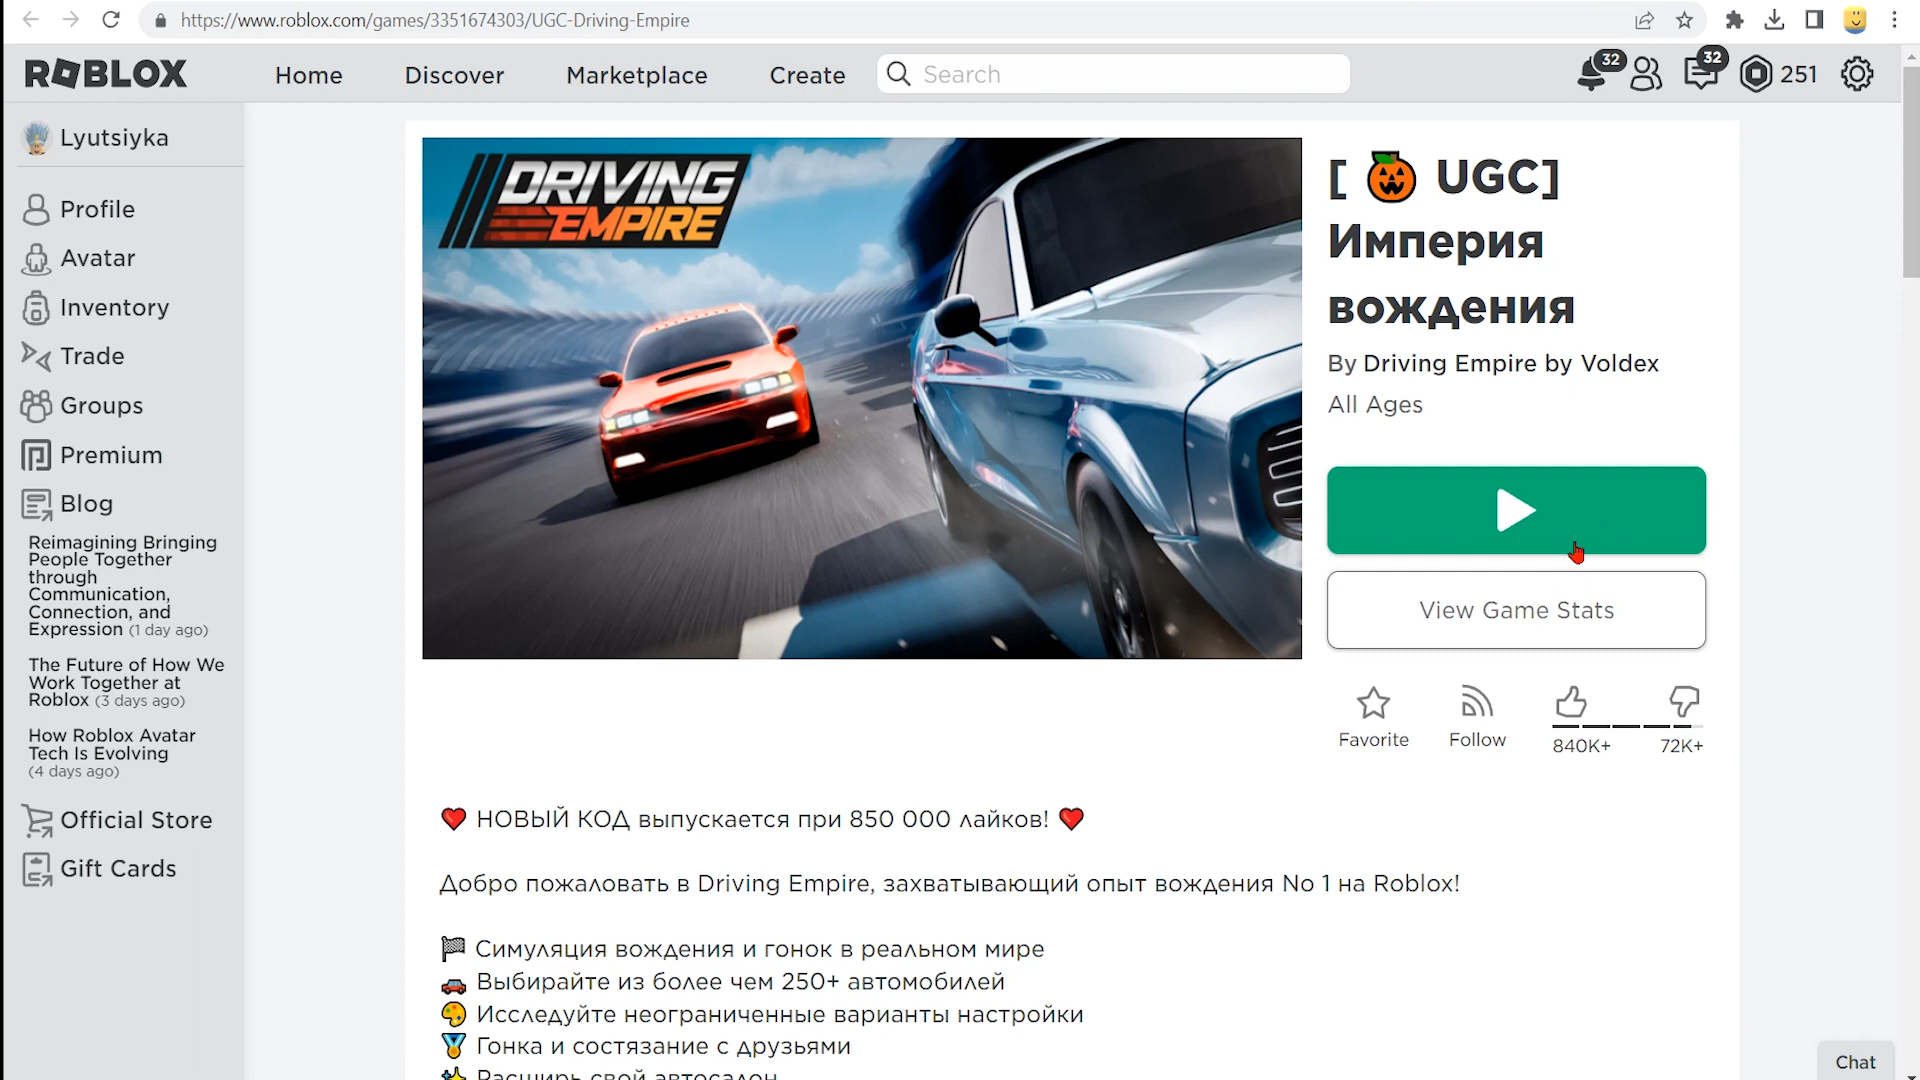 https://www.roblox.com/games/3351674303/UGC-Driving-Empire
ROBLOX
Home
Discover
Marketplace
Create
Search
32
32
251
Lyutsiyka
Profile
Avatar
Inventory
Trade
Groups
Premium
Blog
Reimagining Bringing
People Together
through
Communication,
Connection, and
Expression (1 day ago)
The Future of How We
Work Together at
Roblox (3 days ago)
How Roblox Avatar
Tech Is Evolving
(4 days ago)
Official Store
Gift Cards
DRIVING
EMPIRE
[ 🎃 UGC]
Империя
вождения
By Driving Empire by Voldex
All Ages
View Game Stats
Favorite
Follow
840K+
72K+
❤️ НОВЫЙ КОД выпускается при 850 000 лайков! ❤️
Добро пожаловать в Driving Empire, захватывающий опыт вождения No 1 на Roblox!
🏁 Симуляция вождения и гонок в реальном мире
🚗 Выбирайте из более чем 250+ автомобилей
🎨 Исследуйте неограниченные варианты настройки
🏅 Гонка и состязание с друзьями
✨ Расширь свой автосалон
Chat